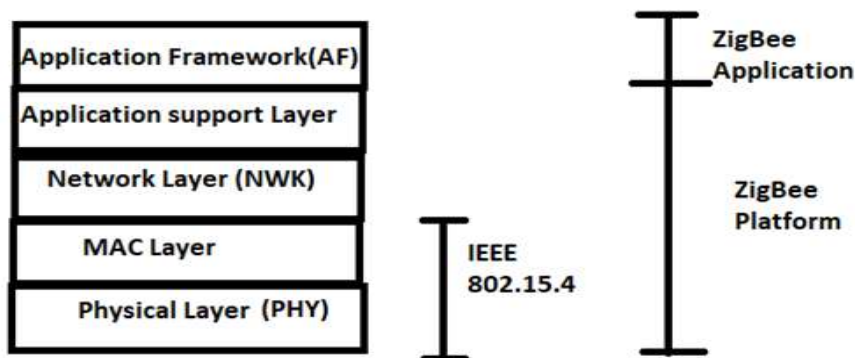 Application Framework(AF)
Application support Layer
Network Layer (NWK)
MAC Layer
Physical Layer (PHY)
IEEE
802.15.4
ZigBee
Application
ZigBee
Platform